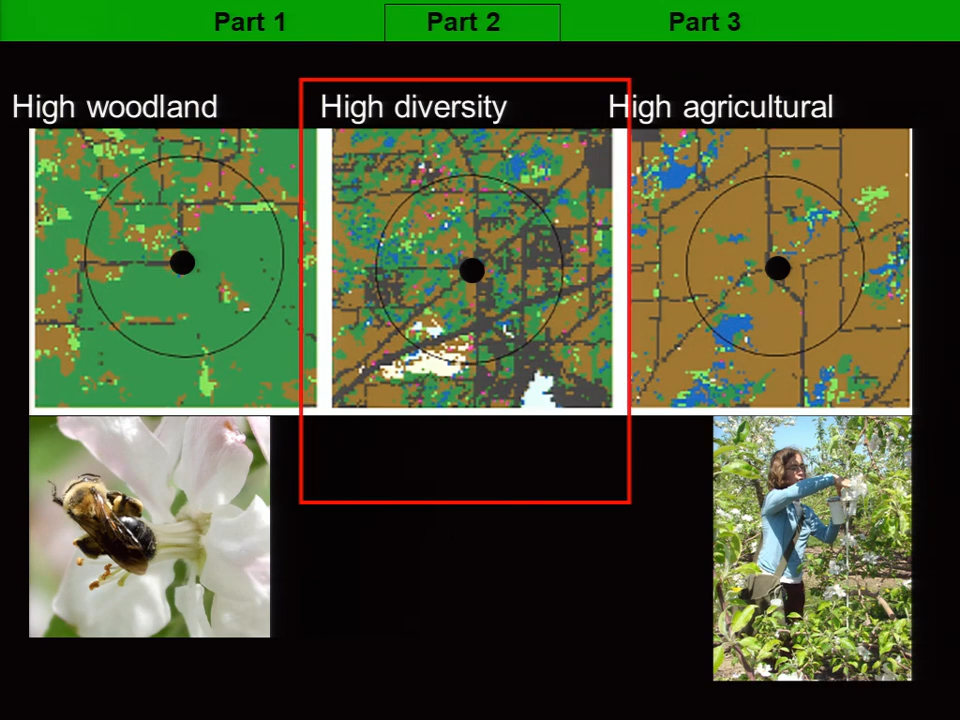 Part 1
Part 2
Part 3
High woodland
High diversity
High agricultural